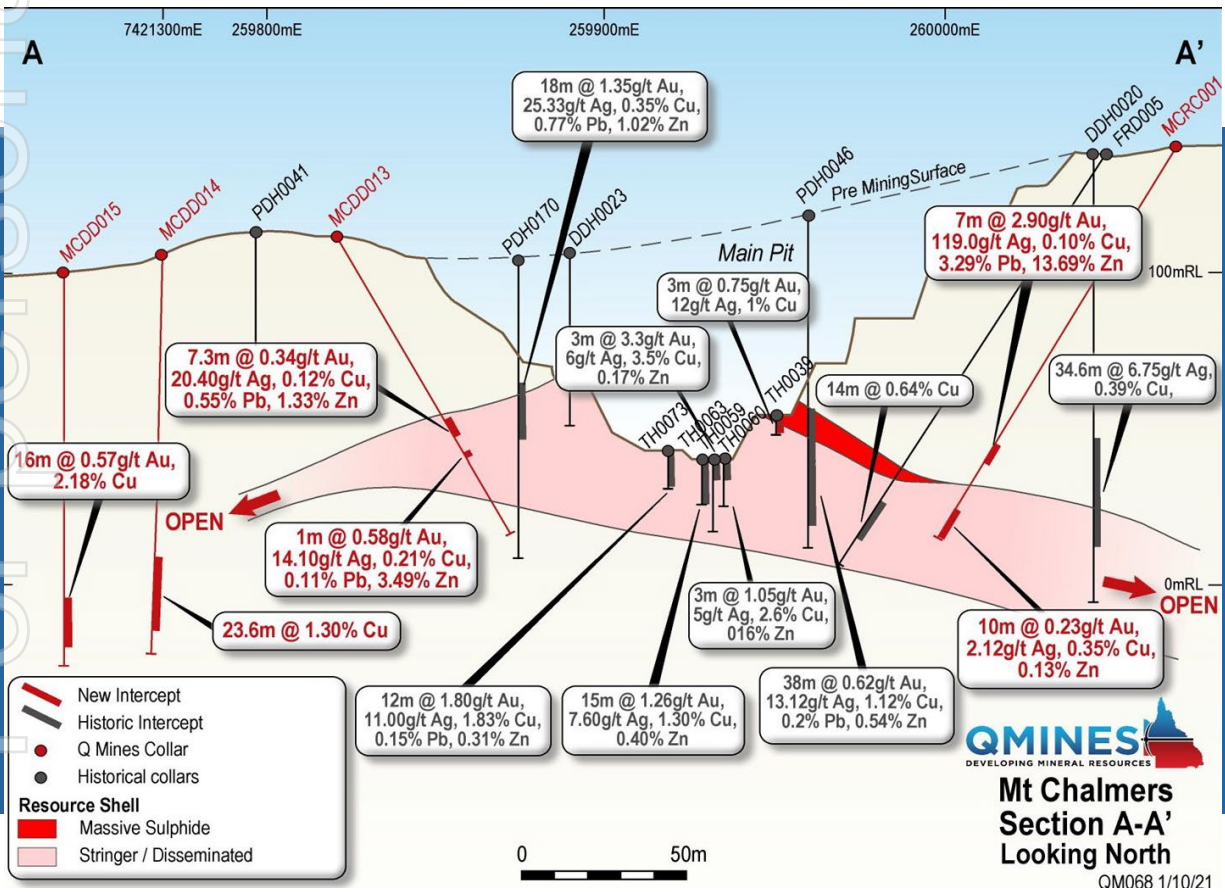 7421300mE
259800mE
259900mE
260000mE
A
A'
MCDD015
MCDD014
PDH0041
MCDD013
PDH0170
DDH0023
PDH0046
DDH0020
FRD005
MCRC001
Pre MiningSurface
Main Pit
18m @ 1.35g/t Au,
25.33g/t Ag, 0.35% Cu,
0.77% Pb, 1.02% Zn
7m @ 2.90g/t Au,
119.0g/t Ag, 0.10% Cu,
3.29% Pb, 13.69% Zn
100mRL
3m @ 0.75g/t Au,
12g/t Ag, 1% Cu
3m @ 3.3g/t Au,
6g/t Ag, 3.5% Cu,
0.17% Zn
7.3m @ 0.34g/t Au,
20.40g/t Ag, 0.12% Cu,
0.55% Pb, 1.33% Zn
14m @ 0.64% Cu
34.6m @ 6.75g/t Ag,
0.39% Cu,
TH0073
TH0063
TH0059
TH0060
TH0039
16m @ 0.57g/t Au,
2.18% Cu
OPEN
1m @ 0.58g/t Au,
14.10g/t Ag, 0.21% Cu,
0.11% Pb, 3.49% Zn
0mRL
OPEN
3m @ 1.05g/t Au,
5g/t Ag, 2.6% Cu,
016% Zn
23.6m @ 1.30% Cu
10m @ 0.23g/t Au,
2.12g/t Ag, 0.35% Cu,
0.13% Zn
12m @ 1.80g/t Au,
11.00g/t Ag, 1.83% Cu,
0.15% Pb, 0.31% Zn
15m @ 1.26g/t Au,
7.60g/t Ag, 1.30% Cu,
0.40% Zn
38m @ 0.62g/t Au,
13.12g/t Ag, 1.12% Cu,
0.2% Pb, 0.54% Zn
New Intercept
Historic Intercept
Q Mines Collar
Historical collars
Resource Shell
Massive Sulphide
Stringer / Disseminated
0
50m
QMINES
DEVELOPING MINERAL RESOURCES
Mt Chalmers
Section A-A'
Looking North
QM068 1/10/21